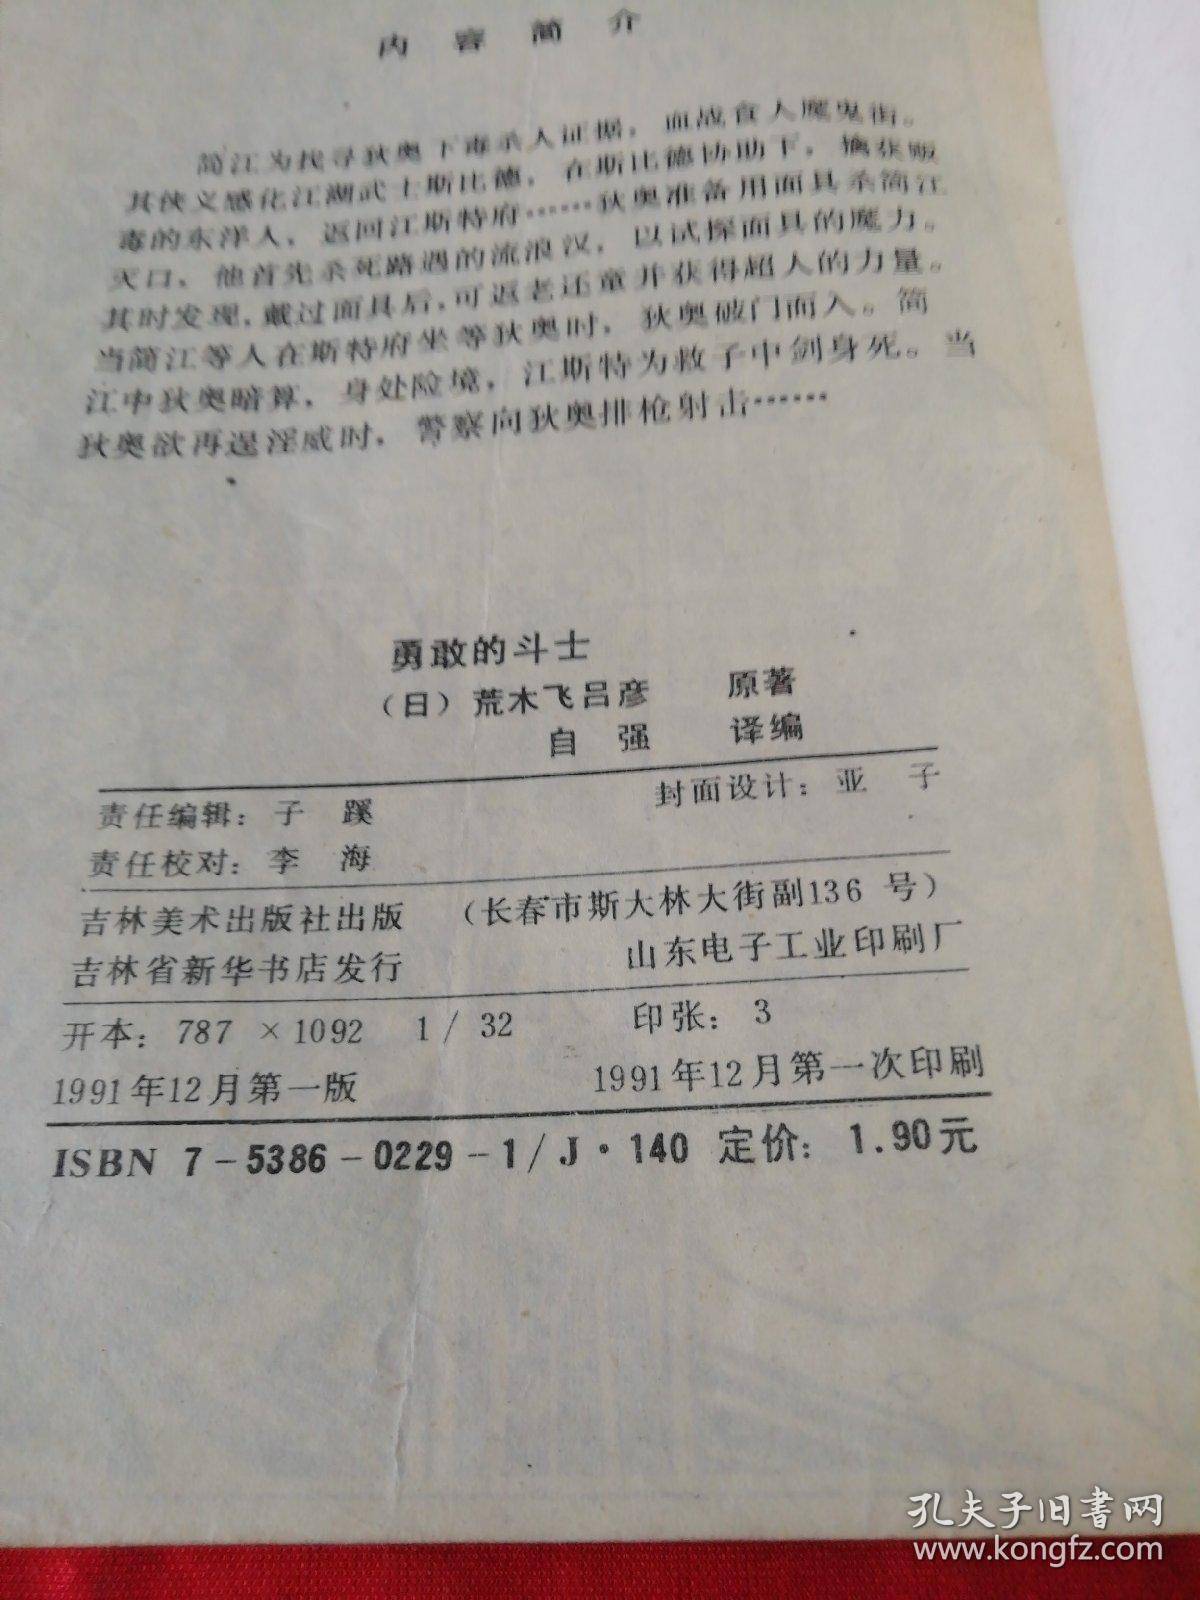 内容简介
简江为找寻狄奥下毒杀人证据，血战食人魔鬼街。
其侠义感化江湖武士斯比德，在斯比德协助下，擒获贩
毒的东洋人，返回江斯特府……狄奥准备用面具杀简江
灭口，他首先杀死路遇的流浪汉，以试探面具的魔力。
其时发现，戴过面具后，可返老还童并获得超人的力量。
当简江等人在斯特府坐等狄奥时，狄奥破门而入。简
江中狄奥暗算，身处险境，江斯特为救子中剑身死。当
狄奥欲再逞淫威时，警察向狄奥排枪射击……
勇敢的斗士
（日）荒木飞吕彦 原著
自强 译编
责任编辑：子蹊 封面设计：亚子
责任校对：李海
吉林美术出版社出版 （长春市斯大林大街副136号）
吉林省新华书店发行 山东电子工业印刷厂
开本：787×1092 1/32 印张：3
1991年12月第一版 1991年12月第一次印刷
ISBN 7-5386-0229-1/J·140 定价：1.90元
孔夫子旧书网
www.kongfz.com